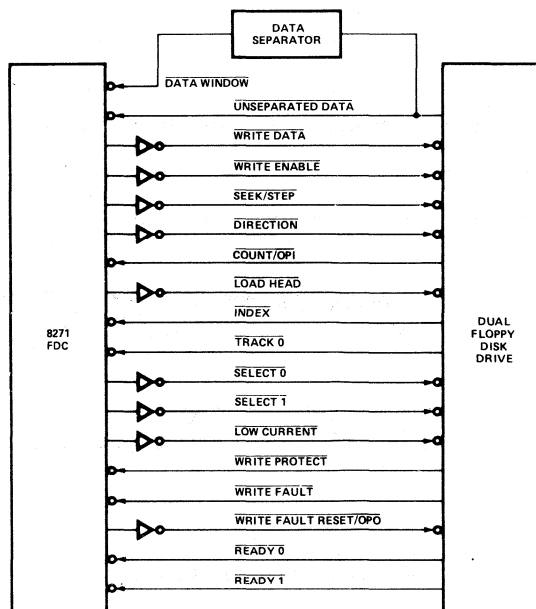 DATA
SEPARATOR
DATA WINDOW
UNSEPARATED DATA
WRITE DATA
WRITE ENABLE
SEEK/STEP
DIRECTION
COUNT/OPI
LOAD HEAD
8271
FDC
INDEX
DUAL
FLOPPY
DISK
DRIVE
TRACK 0
SELECT 0
SELECT 1
LOW CURRENT
WRITE PROTECT
WRITE FAULT
WRITE FAULT RESET/OPO
READY 0
READY 1